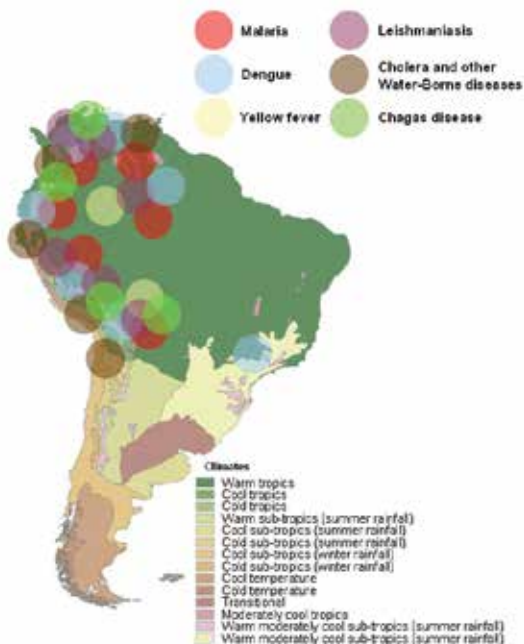 Malaria
Leishmaniasis
Dengue
Cholera and other
Water-Borne diseases
Yellow fever
Chagas disease
Climates
Warm tropics
Cool tropics
Cold tropics
Warm sub-tropics (summer rainfall)
Cool sub-tropics (summer rainfall)
Cold sub-tropics (summer rainfall)
Cool sub-tropics (winter rainfall)
Cold sub-tropics (winter rainfall)
Cool temperature
Cold temperature
Transitional
Moderately cool tropics
Warm moderately cool sub-tropics (summer rainfall)
Warm moderately cool sub-tropics (summer rainfall)